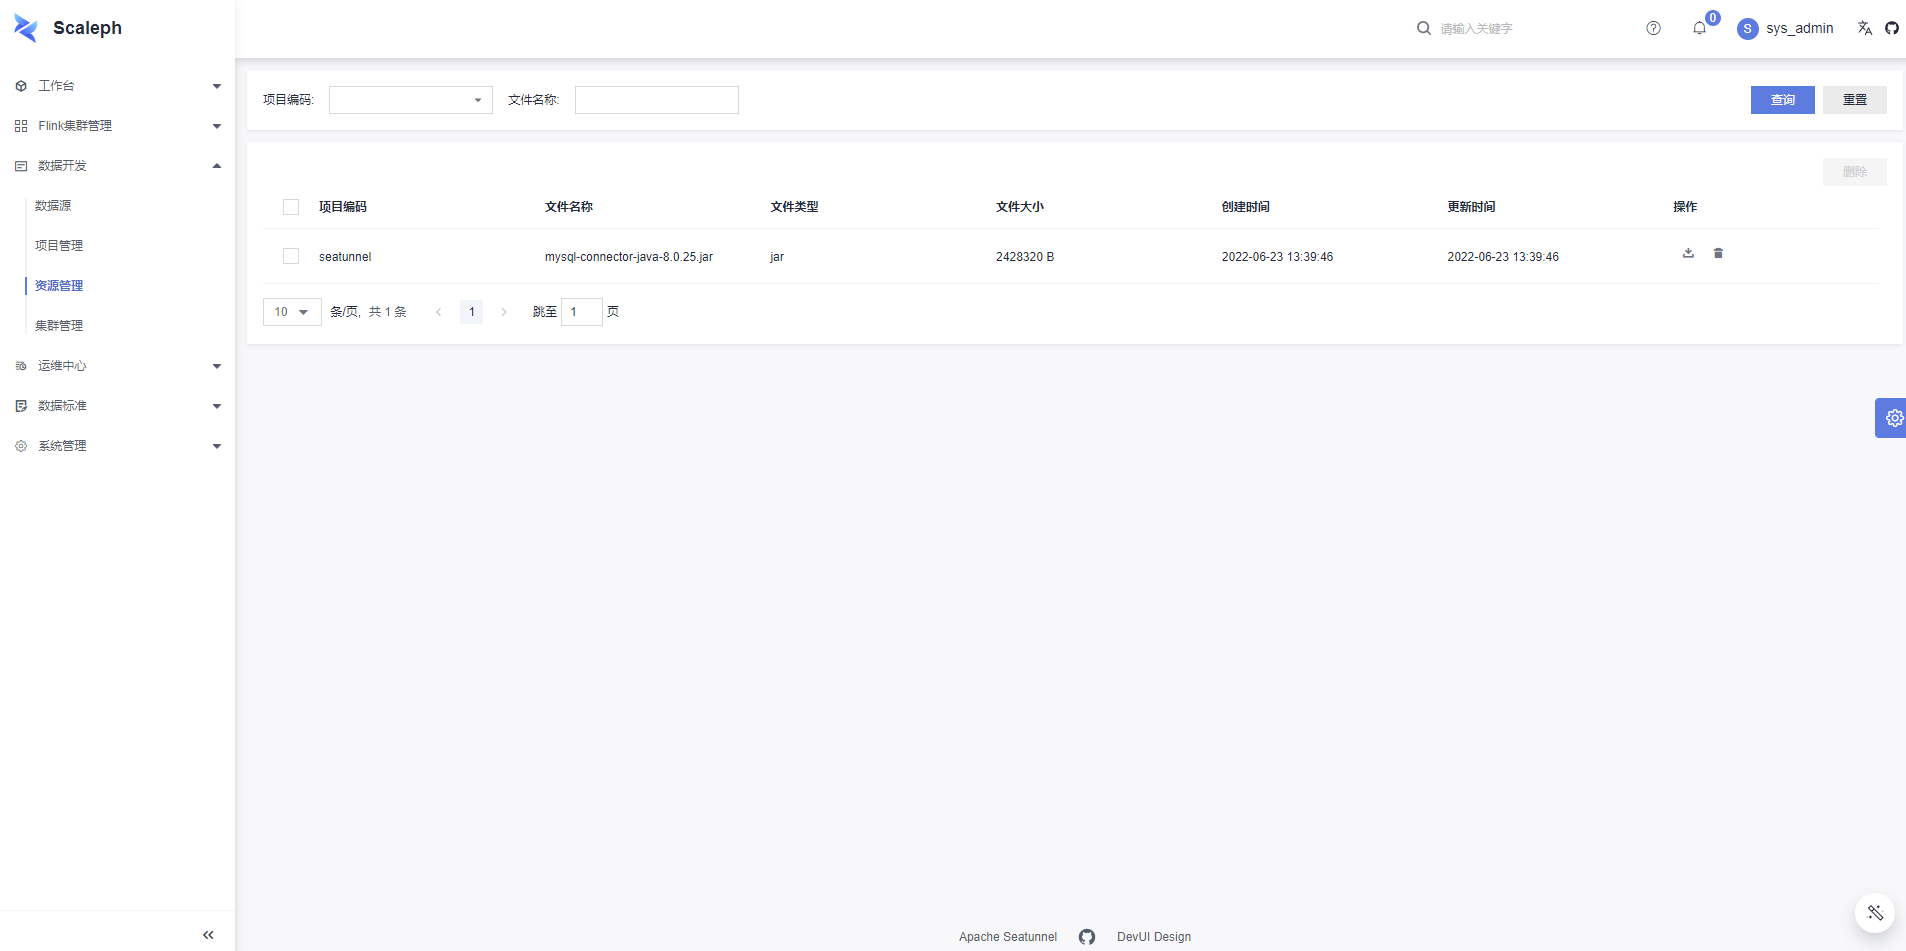 Scaleph
请输入关键字
0
S
sys_admin
工作台
Flink集群管理
数据开发
数据源
项目管理
资源管理
集群管理
运维中心
数据标准
系统管理
项目编码:
文件名称:
查询
重置
删除
项目编码 文件名称 文件类型 文件大小 创建时间 更新时间 操作
seatunnel mysql-connector-java-8.0.25.jar jar 2428320 B 2022-06-23 13:39:46 2022-06-23 13:39:46
10 条/页, 共 1 条 1 跳至 1 页
Apache Seatunnel DevUI Design